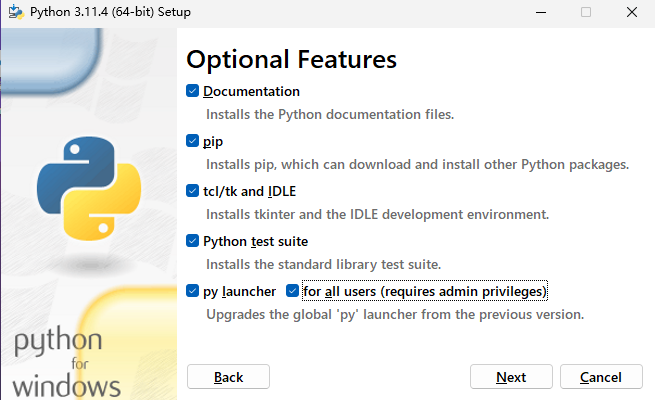 Python 3.11.4 (64-bit) Setup
Optional Features
Documentation
Installs the Python documentation files.
pip
Installs pip, which can download and install other Python packages.
tcl/tk and IDLE
Installs tkinter and the IDLE development environment.
Python test suite
Installs the standard library test suite.
py launcher for all users (requires admin privileges)
Upgrades the global 'py' launcher from the previous version.
python
for
windows
Back Next Cancel